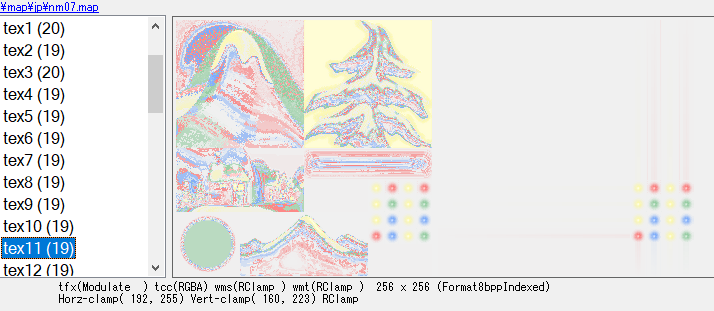 ¥map¥jp¥nm07.map
tex1 (20)
tex2 (19)
tex3 (20)
tex4 (19)
tex5 (19)
tex6 (19)
tex7 (19)
tex8 (19)
tex9 (19)
tex10 (19)
tex11 (19)
tex12 (19)
tfx(Modulate  ) tcc(RGBA) wms(RClamp ) wmt(RClamp )  256 x 256 (Format8bppIndexed)
Horz-clamp( 192, 255) Vert-clamp( 160, 223) RClamp